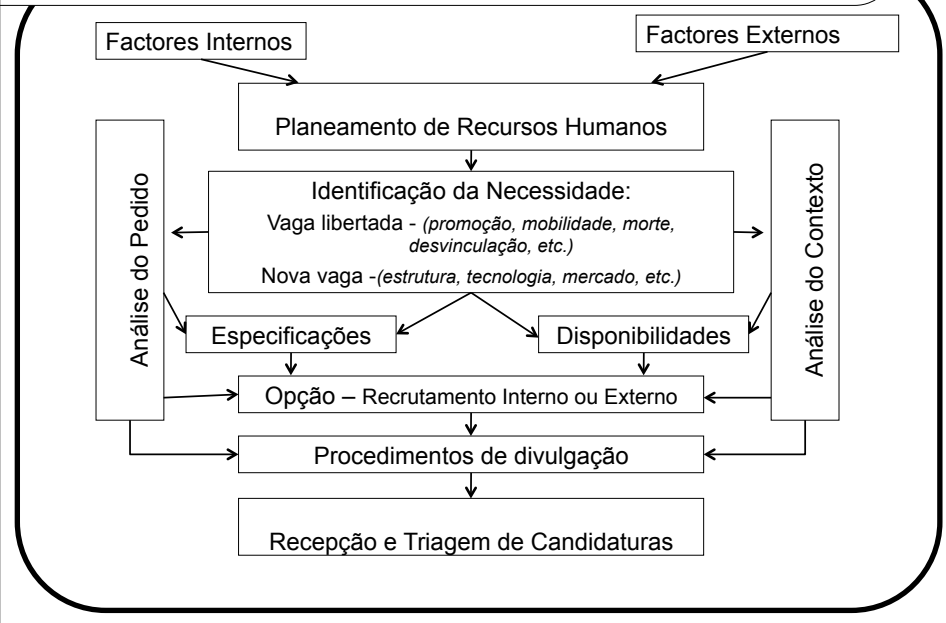 Factores Internos
Factores Externos
Planeamento de Recursos Humanos
Análise do Pedido
Identificação da Necessidade:
Vaga libertada - (promoção, mobilidade, morte,
desvinculação, etc.)
Nova vaga -(estrutura, tecnologia, mercado, etc.)
Análise do Contexto
Especificações
Disponibilidades
Opção – Recrutamento Interno ou Externo
Procedimentos de divulgação
Recepção e Triagem de Candidaturas